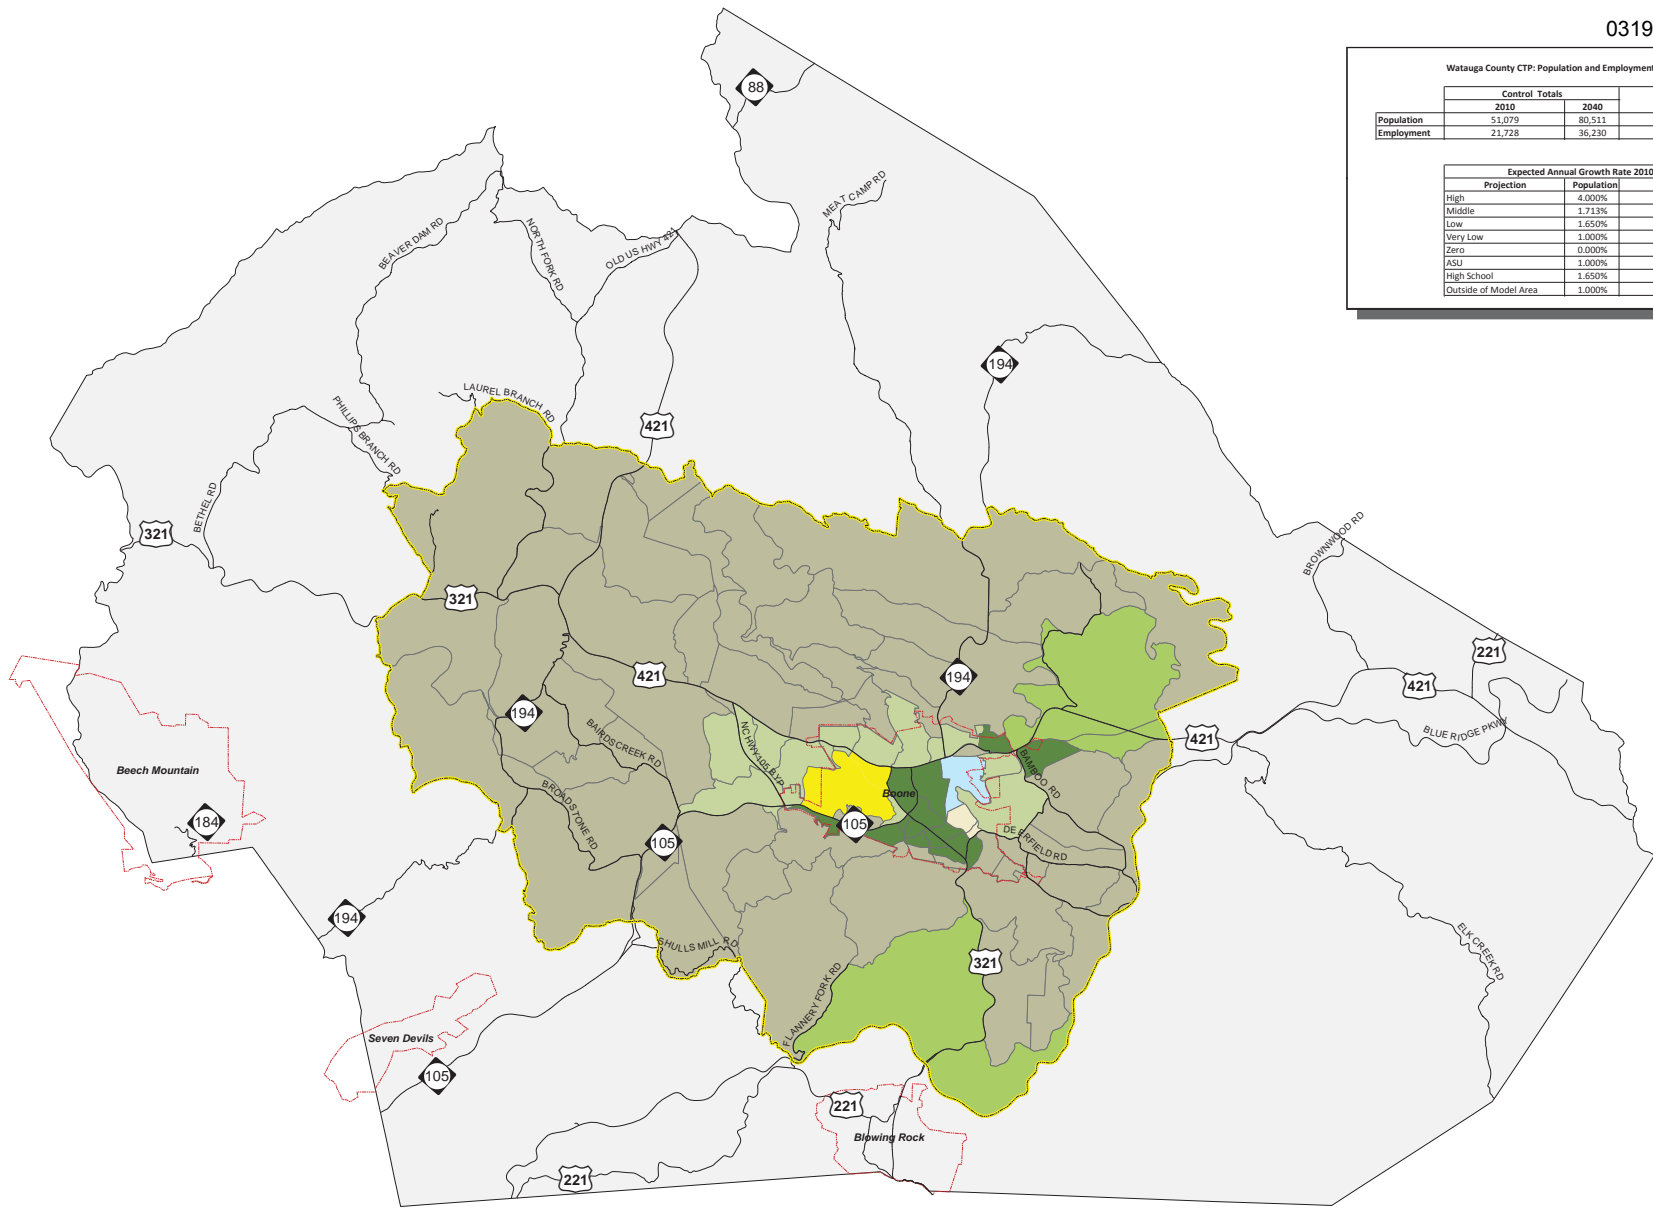 0319
Watauga County CTP: Population and Employment
Control Totals
2010 2040
Population 51,079 80,511
Employment 21,728 36,230
Expected Annual Growth Rate 2010
Projection Population
High 4.000%
Middle 1.713%
Low 1.650%
Very Low 1.000%
Zero 0.000%
ASU 1.000%
High School 1.650%
Outside of Model Area 1.000%
88
MEAT CAMP RD
BEAVER DAM RD
NORTH FORK RD
OLD US HWY 421
194
LAUREL BRANCH RD
PHILLIPS BRANCH RD
421
BETHEL RD
321
BROWNWOOD RD
321
221
421
194
421
194
BLUE RIDGE PKWY
421
BAIRDS CREEK RD
NC HWY 105 BYP
BAMBOO RD
Beech Mountain
BROADSTONE RD
Boone
184
105
105
DEERFIELD RD
194
SHULLS MILL RD
ELK CREEK RD
321
FLANNERY FORK RD
Seven Devils
105
221
Blowing Rock
221